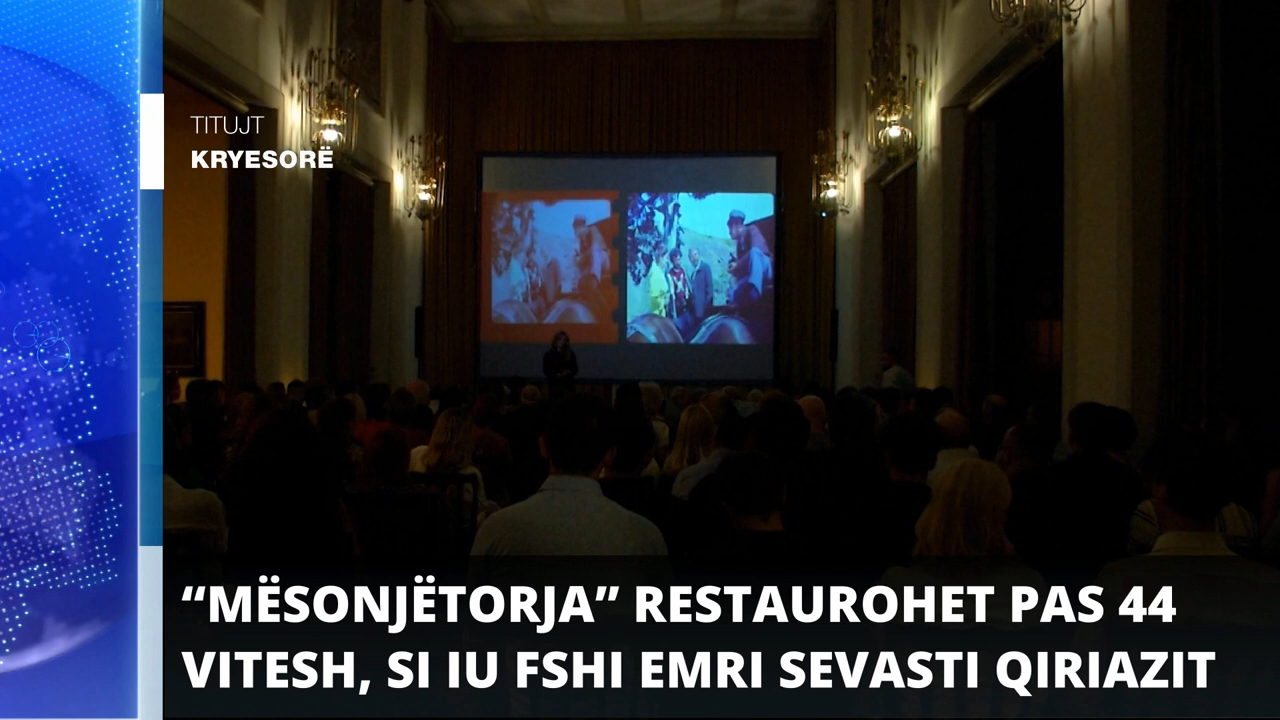 TITUJT
KRYESORË
“MËSONJËTORJA” RESTAUROHET PAS 44
VITESH, SI IU FSHI EMRI SEVASTI QIRIAZIT